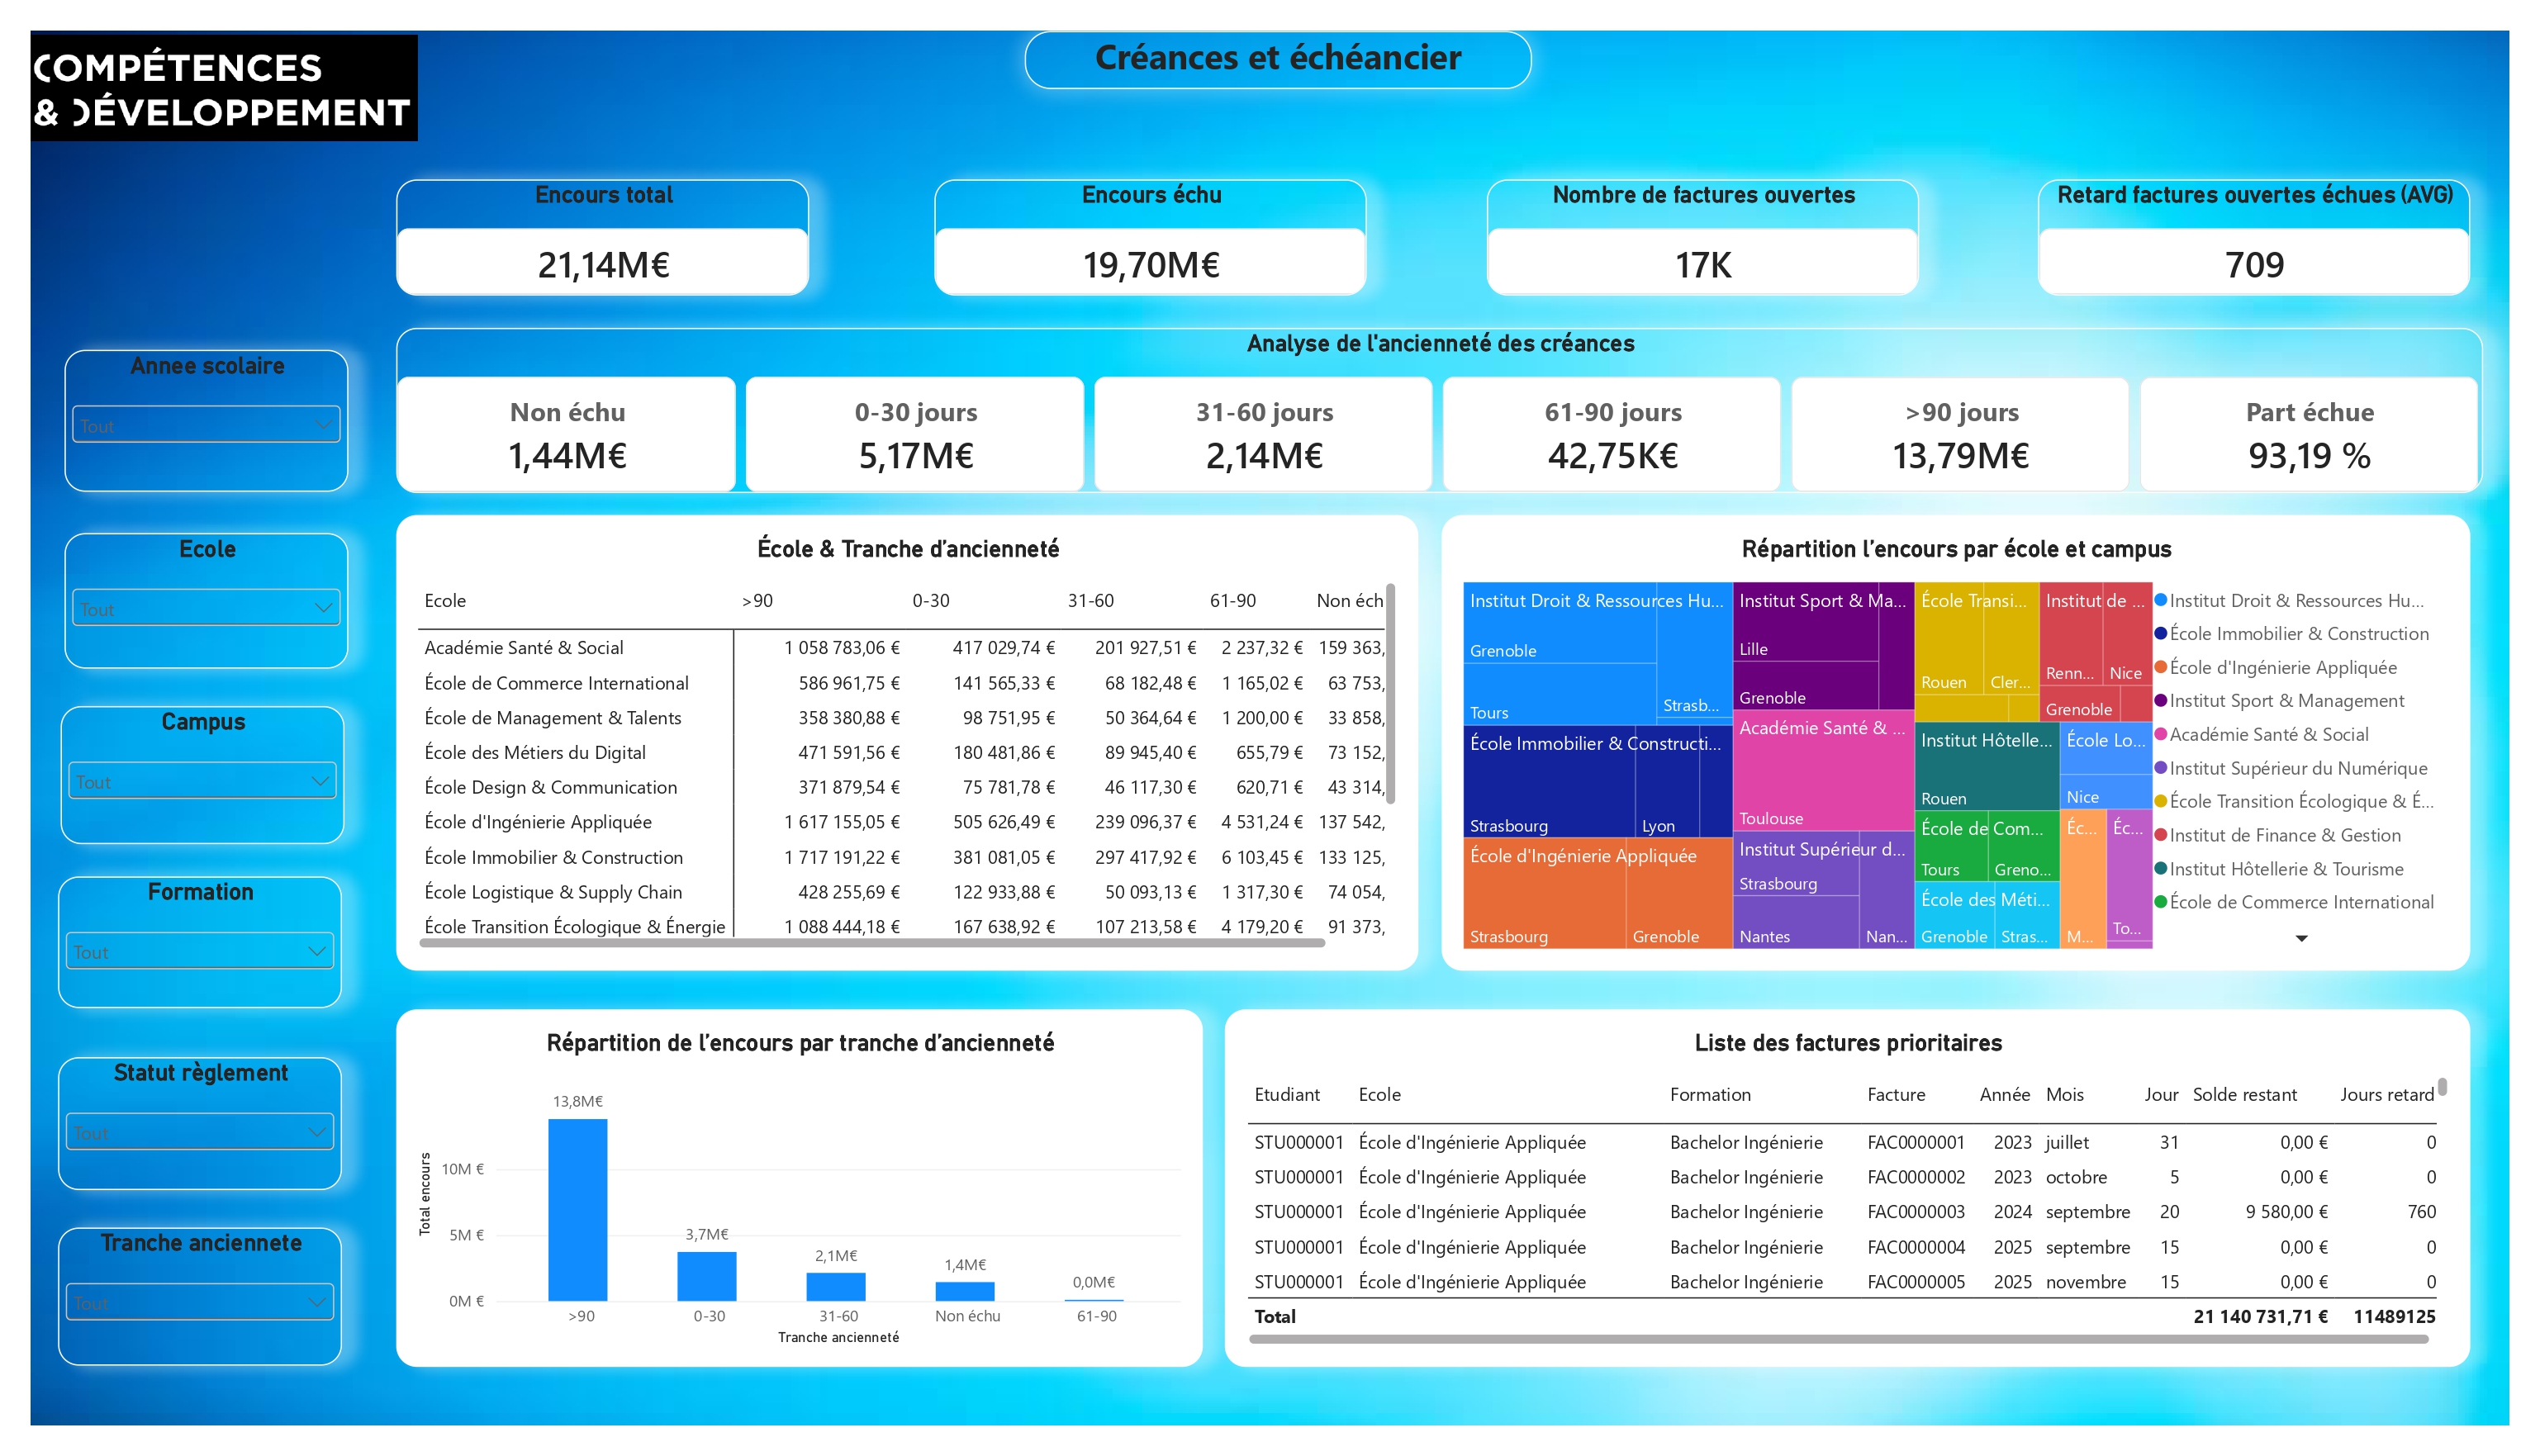 COMPÉTENCES
& DÉVELOPPEMENT
Créances et échéancier
Encours total
21,14M€
Encours échu
19,70M€
Nombre de factures ouvertes
17K
Retard factures ouvertes échues (AVG)
709
Annee scolaire
Tout
Ecole
Tout
Campus
Tout
Formation
Tout
Statut règlement
Tout
Tranche anciennete
Tout
Analyse de l'ancienneté des créances
Non échu
1,44M€
0-30 jours
5,17M€
31-60 jours
2,14M€
61-90 jours
42,75K€
>90 jours
13,79M€
Part échue
93,19 %
École & Tranche d’ancienneté
Ecole >90 0-30 31-60 61-90 Non éch
Académie Santé & Social 1 058 783,06 € 417 029,74 € 201 927,51 € 2 237,32 € 159 363,
École de Commerce International 586 961,75 € 141 565,33 € 68 182,48 € 1 165,02 € 63 753,
École de Management & Talents 358 380,88 € 98 751,95 € 50 364,64 € 1 200,00 € 33 858,
École des Métiers du Digital 471 591,56 € 180 481,86 € 89 945,40 € 655,79 € 73 152,
École Design & Communication 371 879,54 € 75 781,78 € 46 117,30 € 620,71 € 43 314,
École d'Ingénierie Appliquée 1 617 155,05 € 505 626,49 € 239 096,37 € 4 531,24 € 137 542,
École Immobilier & Construction 1 717 191,22 € 381 081,05 € 297 417,92 € 6 103,45 € 133 125,
École Logistique & Supply Chain 428 255,69 € 122 933,88 € 50 093,13 € 1 317,30 € 74 054,
École Transition Écologique & Énergie 1 088 444,18 € 167 638,92 € 107 213,58 € 4 179,20 € 91 373,
Répartition l’encours par école et campus
Institut Droit & Ressources Hu...
Grenoble
Tours
Strasb...
École Immobilier & Constructi...
Strasbourg
Lyon
École d'Ingénierie Appliquée
Strasbourg
Grenoble
Institut Sport & Ma...
Lille
Grenoble
Académie Santé & ...
Toulouse
Institut Supérieur d...
Strasbourg
Nantes
Nan...
École Transi...
Rouen
Cler...
Institut de ...
Renn...
Nice
Grenoble
Institut Hôtelle...
Rouen
École Lo...
Nice
École de Com...
Tours
Greno...
École des Méti...
Grenoble
Stras...
Éc...
M...
Éc...
To...
Institut Droit & Ressources Hu...
École Immobilier & Construction
École d'Ingénierie Appliquée
Institut Sport & Management
Académie Santé & Social
Institut Supérieur du Numérique
École Transition Écologique & É...
Institut de Finance & Gestion
Institut Hôtellerie & Tourisme
École de Commerce International
Répartition de l’encours par tranche d’ancienneté
Total encours
10M €
5M €
0M €
13,8M€
3,7M€
2,1M€
1,4M€
0,0M€
>90
0-30
31-60
Non échu
61-90
Tranche ancienneté
Liste des factures prioritaires
Etudiant Ecole Formation Facture Année Mois Jour Solde restant Jours retard
STU000001 École d'Ingénierie Appliquée Bachelor Ingénierie FAC0000001 2023 juillet 31 0,00 € 0
STU000001 École d'Ingénierie Appliquée Bachelor Ingénierie FAC0000002 2023 octobre 5 0,00 € 0
STU000001 École d'Ingénierie Appliquée Bachelor Ingénierie FAC0000003 2024 septembre 20 9 580,00 € 760
STU000001 École d'Ingénierie Appliquée Bachelor Ingénierie FAC0000004 2025 septembre 15 0,00 € 0
STU000001 École d'Ingénierie Appliquée Bachelor Ingénierie FAC0000005 2025 novembre 15 0,00 € 0
Total 21 140 731,71 € 11489125